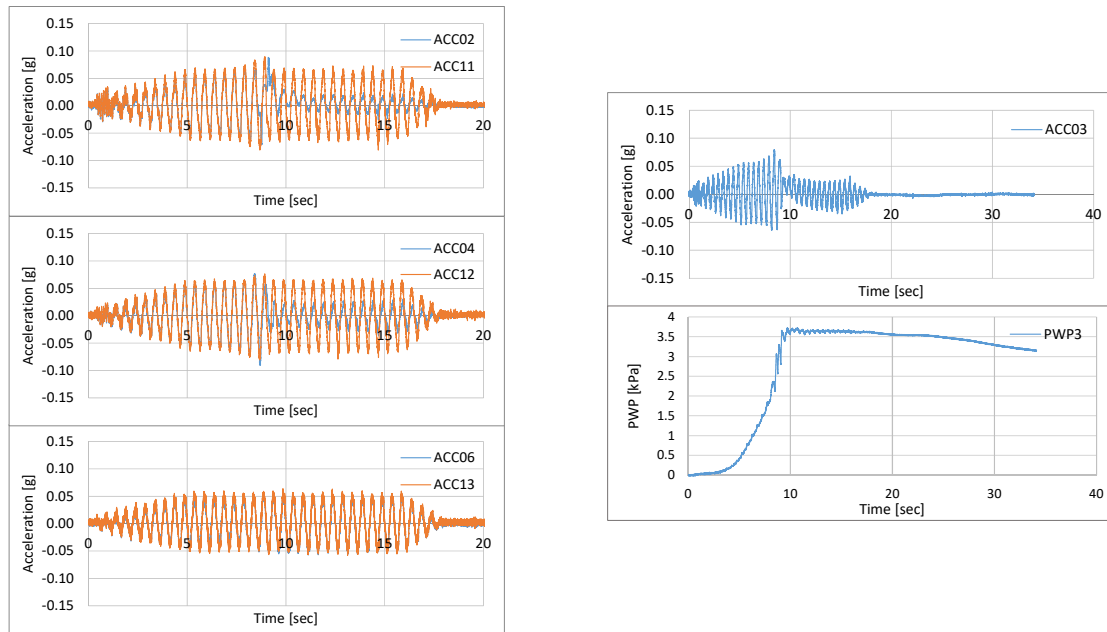 0.15
0.10
0.05
0.00
-0.05
-0.10
-0.15
0 5 10 15 20
Acceleration [g]
Time [sec]
ACC02
ACC11
0.15
0.10
0.05
0.00
-0.05
-0.10
-0.15
0 5 10 15 20
Acceleration [g]
Time [sec]
ACC04
ACC12
0.15
0.10
0.05
0.00
-0.05
-0.10
-0.15
0 5 10 15 20
Acceleration [g]
Time [sec]
ACC06
ACC13
0.15
0.10
0.05
0.00
-0.05
-0.10
-0.15
0 10 20 30 40
Acceleration [g]
Time [sec]
ACC03
4
3.5
3
2.5
2
1.5
1
0.5
0
0 10 20 30 40
PWP [kPa]
Time [sec]
PWP3